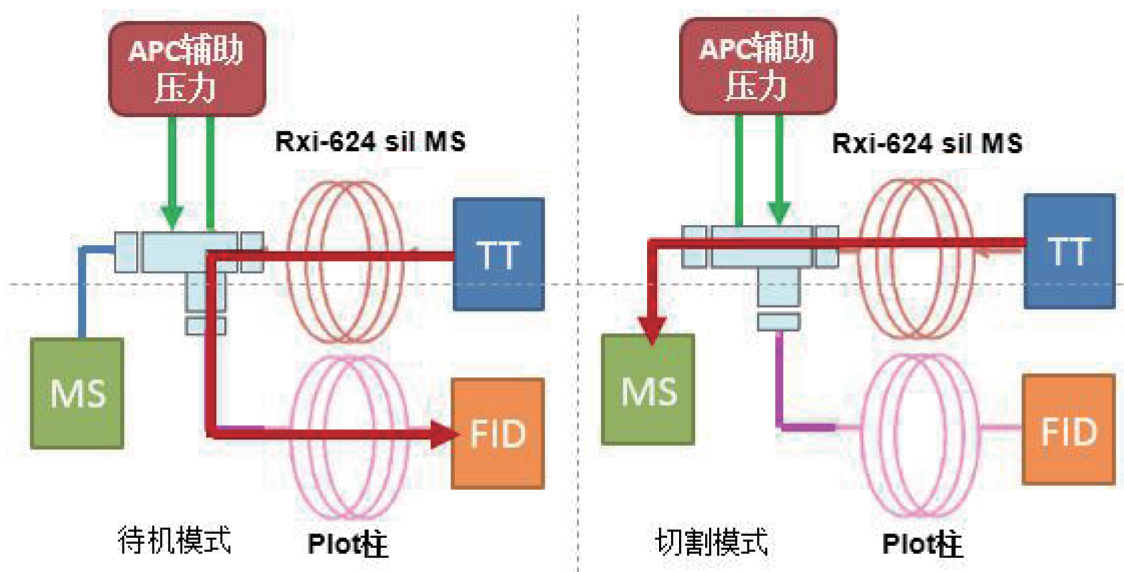 APC辅助
压力
Rxi-624 sil MS
TT
MS
FID
待机模式
Plot柱
APC辅助
压力
Rxi-624 sil MS
TT
MS
FID
切割模式
Plot柱